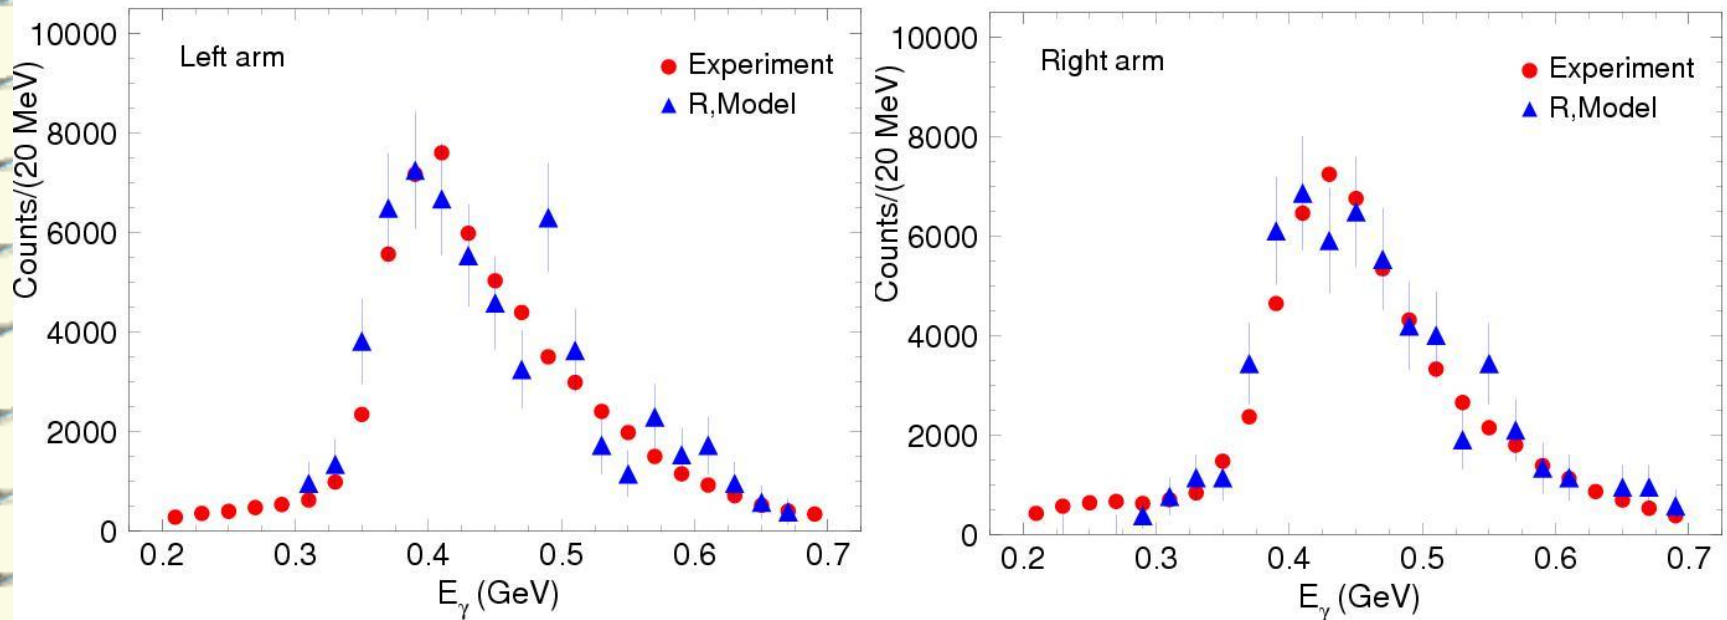 Left arm
Experiment
R,Model
Counts/(20 MeV)
10000
8000
6000
4000
2000
0
0.2 0.3 0.4 0.5 0.6 0.7
E_γ (GeV)
Right arm
Experiment
R,Model
Counts/(20 MeV)
10000
8000
6000
4000
2000
0
0.2 0.3 0.4 0.5 0.6 0.7
E_γ (GeV)